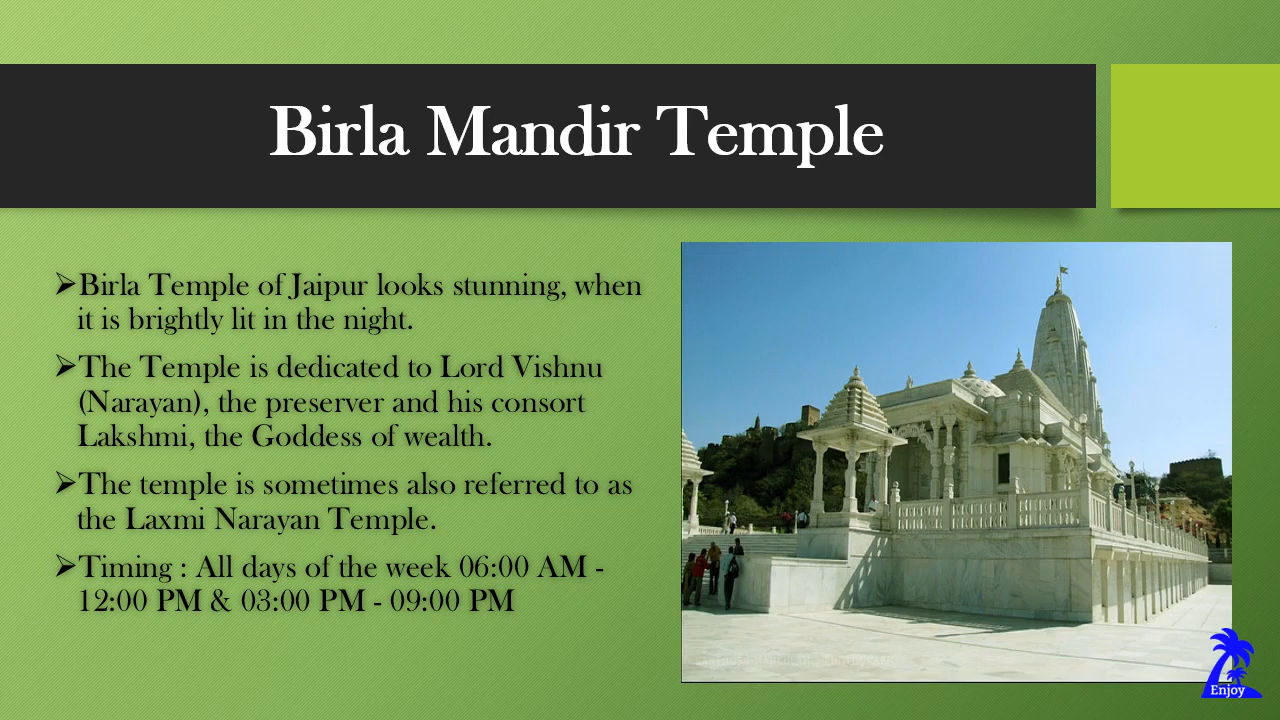 Birla Mandir Temple
➢Birla Temple of Jaipur looks stunning, when
it is brightly lit in the night.
➢The Temple is dedicated to Lord Vishnu
(Narayan), the preserver and his consort
Lakshmi, the Goddess of wealth.
➢The temple is sometimes also referred to as
the Laxmi Narayan Temple.
➢Timing : All days of the week 06:00 AM -
12:00 PM & 03:00 PM - 09:00 PM
Enjoy